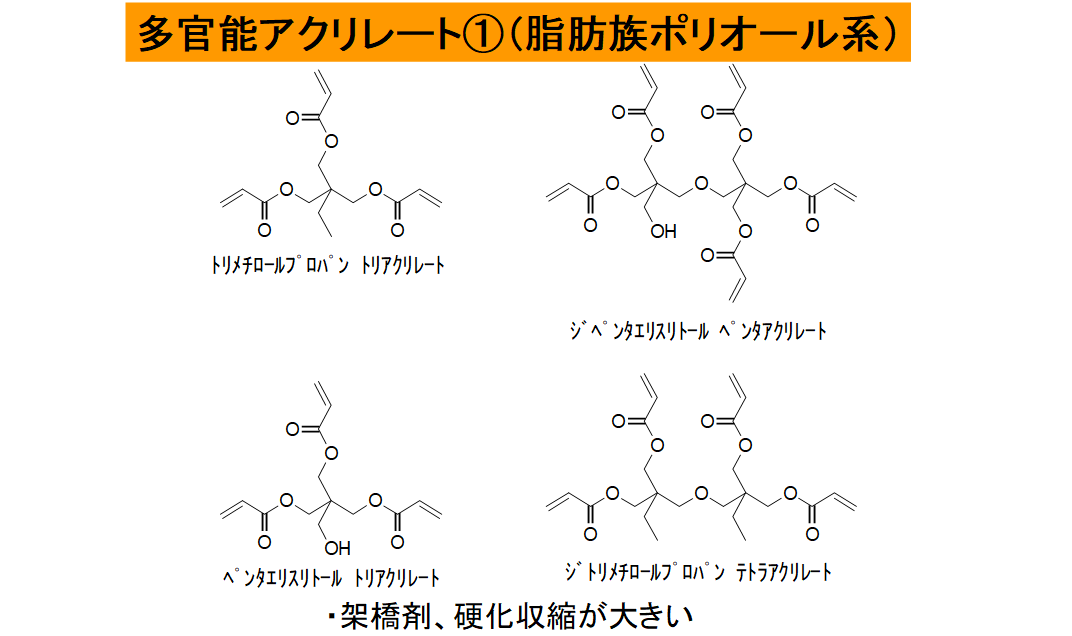 多官能アクリレート①(脂肪族ポリオール系)
O
O
O
O
O
O
ﾄﾘﾒﾁﾛｰﾙﾌﾟﾛﾊﾟﾝ ﾄﾘｱｸﾘﾚｰﾄ
O
O
O
O
O
O
O
O
O
OH
O
O
ｼﾞﾍﾟﾝﾀｴﾘｽﾘﾄｰﾙ ﾍﾟﾝﾀｱｸﾘﾚｰﾄ
O
O
O
O
O
O
OH
ﾍﾟﾝﾀｴﾘｽﾘﾄｰﾙ ﾄﾘｱｸﾘﾚｰﾄ
O
O
O
O
O
O
O
O
O
ｼﾞﾄﾘﾒﾁﾛｰﾙﾌﾟﾛﾊﾟﾝ ﾃﾄﾗｱｸﾘﾚｰﾄ
・架橋剤、硬化収縮が大きい